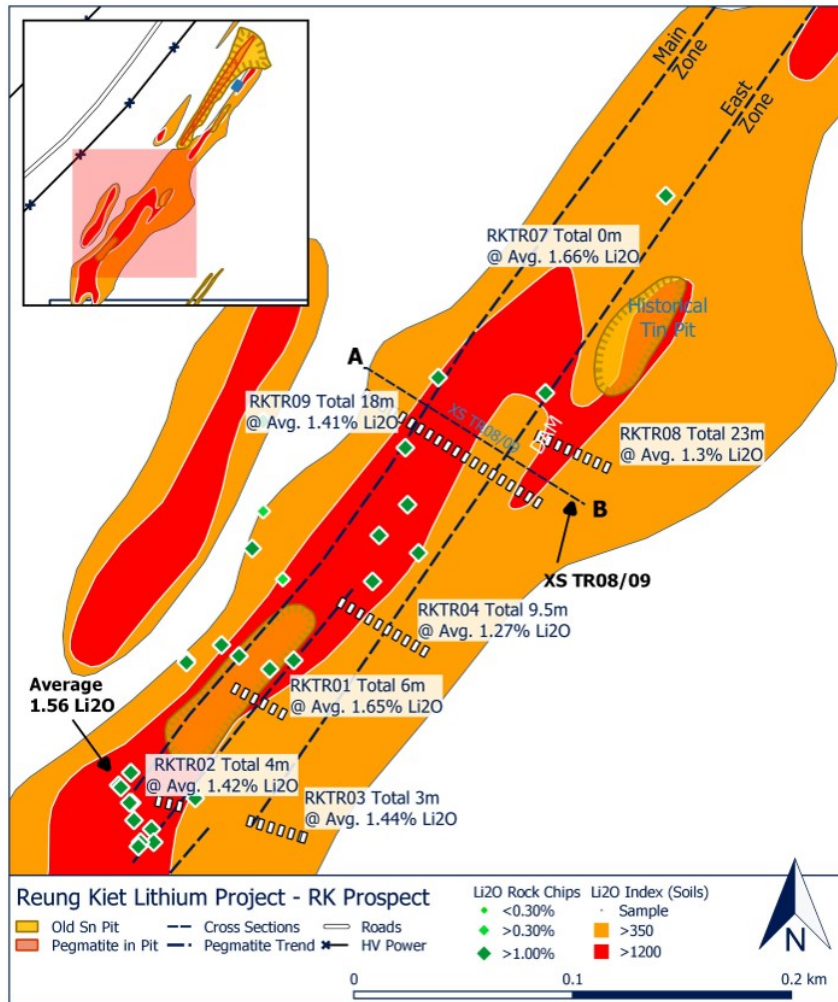 Main
Zone
East
Zone
RKTR07 Total 0m
@ Avg. 1.66% Li2O
Historical
Tin Pit
A
RKTR09 Total 18m
@ Avg. 1.41% Li2O
XS TR08/09
RKTR08 Total 23m
@ Avg. 1.3% Li2O
B
XS TR08/09
RKTR04 Total 9.5m
@ Avg. 1.27% Li2O
Average
1.56 Li2O
RKTR01 Total 6m
@ Avg. 1.65% Li2O
RKTR02 Total 4m
@ Avg. 1.42% Li2O
RKTR03 Total 3m
@ Avg. 1.44% Li2O
Reung Kiet Lithium Project - RK Prospect
Old Sn Pit
Pegmatite in Pit
Cross Sections
Pegmatite Trend
Roads
HV Power
Li2O Rock Chips
<0.30%
>0.30%
>1.00%
Li2O Index (Soils)
Sample
>350
>1200
N
0
0.1
0.2 km